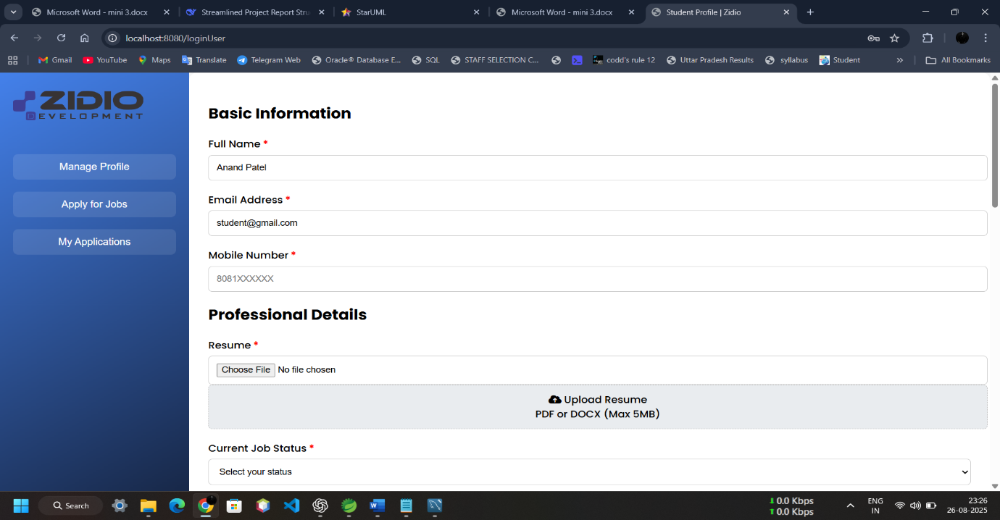 Microsoft Word - mini 3.docx
Streamlined Project Report Stru
StarUML
Microsoft Word - mini 3.docx
Student Profile | Zidio
localhost:8080/loginUser
Gmail
YouTube
Maps
Translate
Telegram Web
Oracle® Database E...
SQL
STAFF SELECTION C...
codd's rule 12
Uttar Pradesh Results
syllabus
Student
»
All Bookmarks
ZIDIO
EVELOPMENT
Manage Profile
Apply for Jobs
My Applications
Basic Information
Full Name *
Anand Patel
Email Address *
student@gmail.com
Mobile Number *
8081XXXXXX
Professional Details
Resume *
Choose File No file chosen
Upload Resume
PDF or DOCX (Max 5MB)
Current Job Status *
Select your status
Search
0.0 Kbps
0.0 Kbps
ENG
IN
23:26
26-08-2025